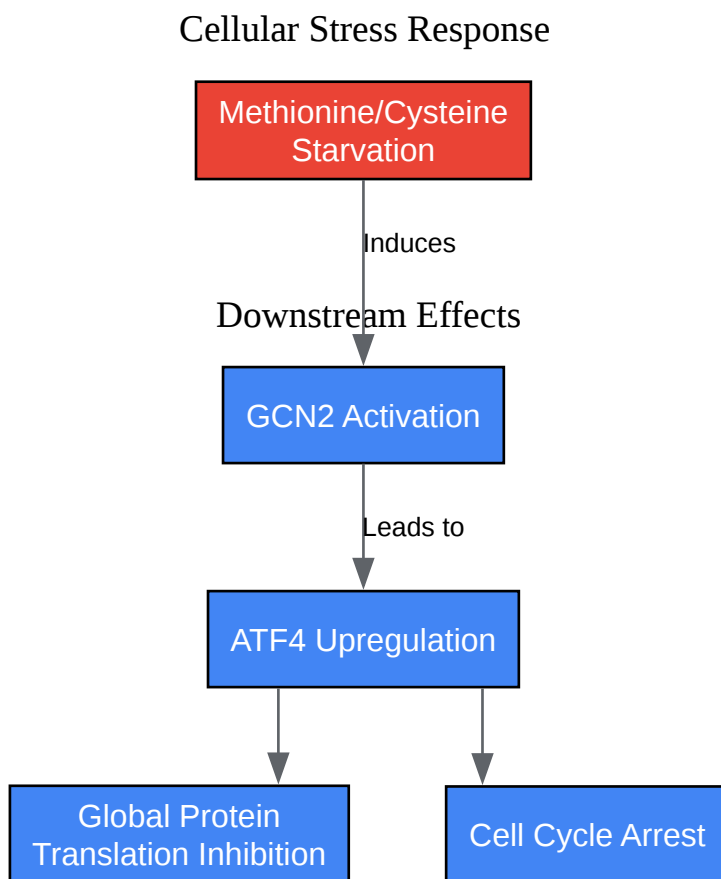 Cellular Stress Response
Methionine/Cysteine
Starvation
Induces
Downstream Effects
GCN2 Activation
Leads to
ATF4 Upregulation
Global Protein
Translation Inhibition
Cell Cycle Arrest